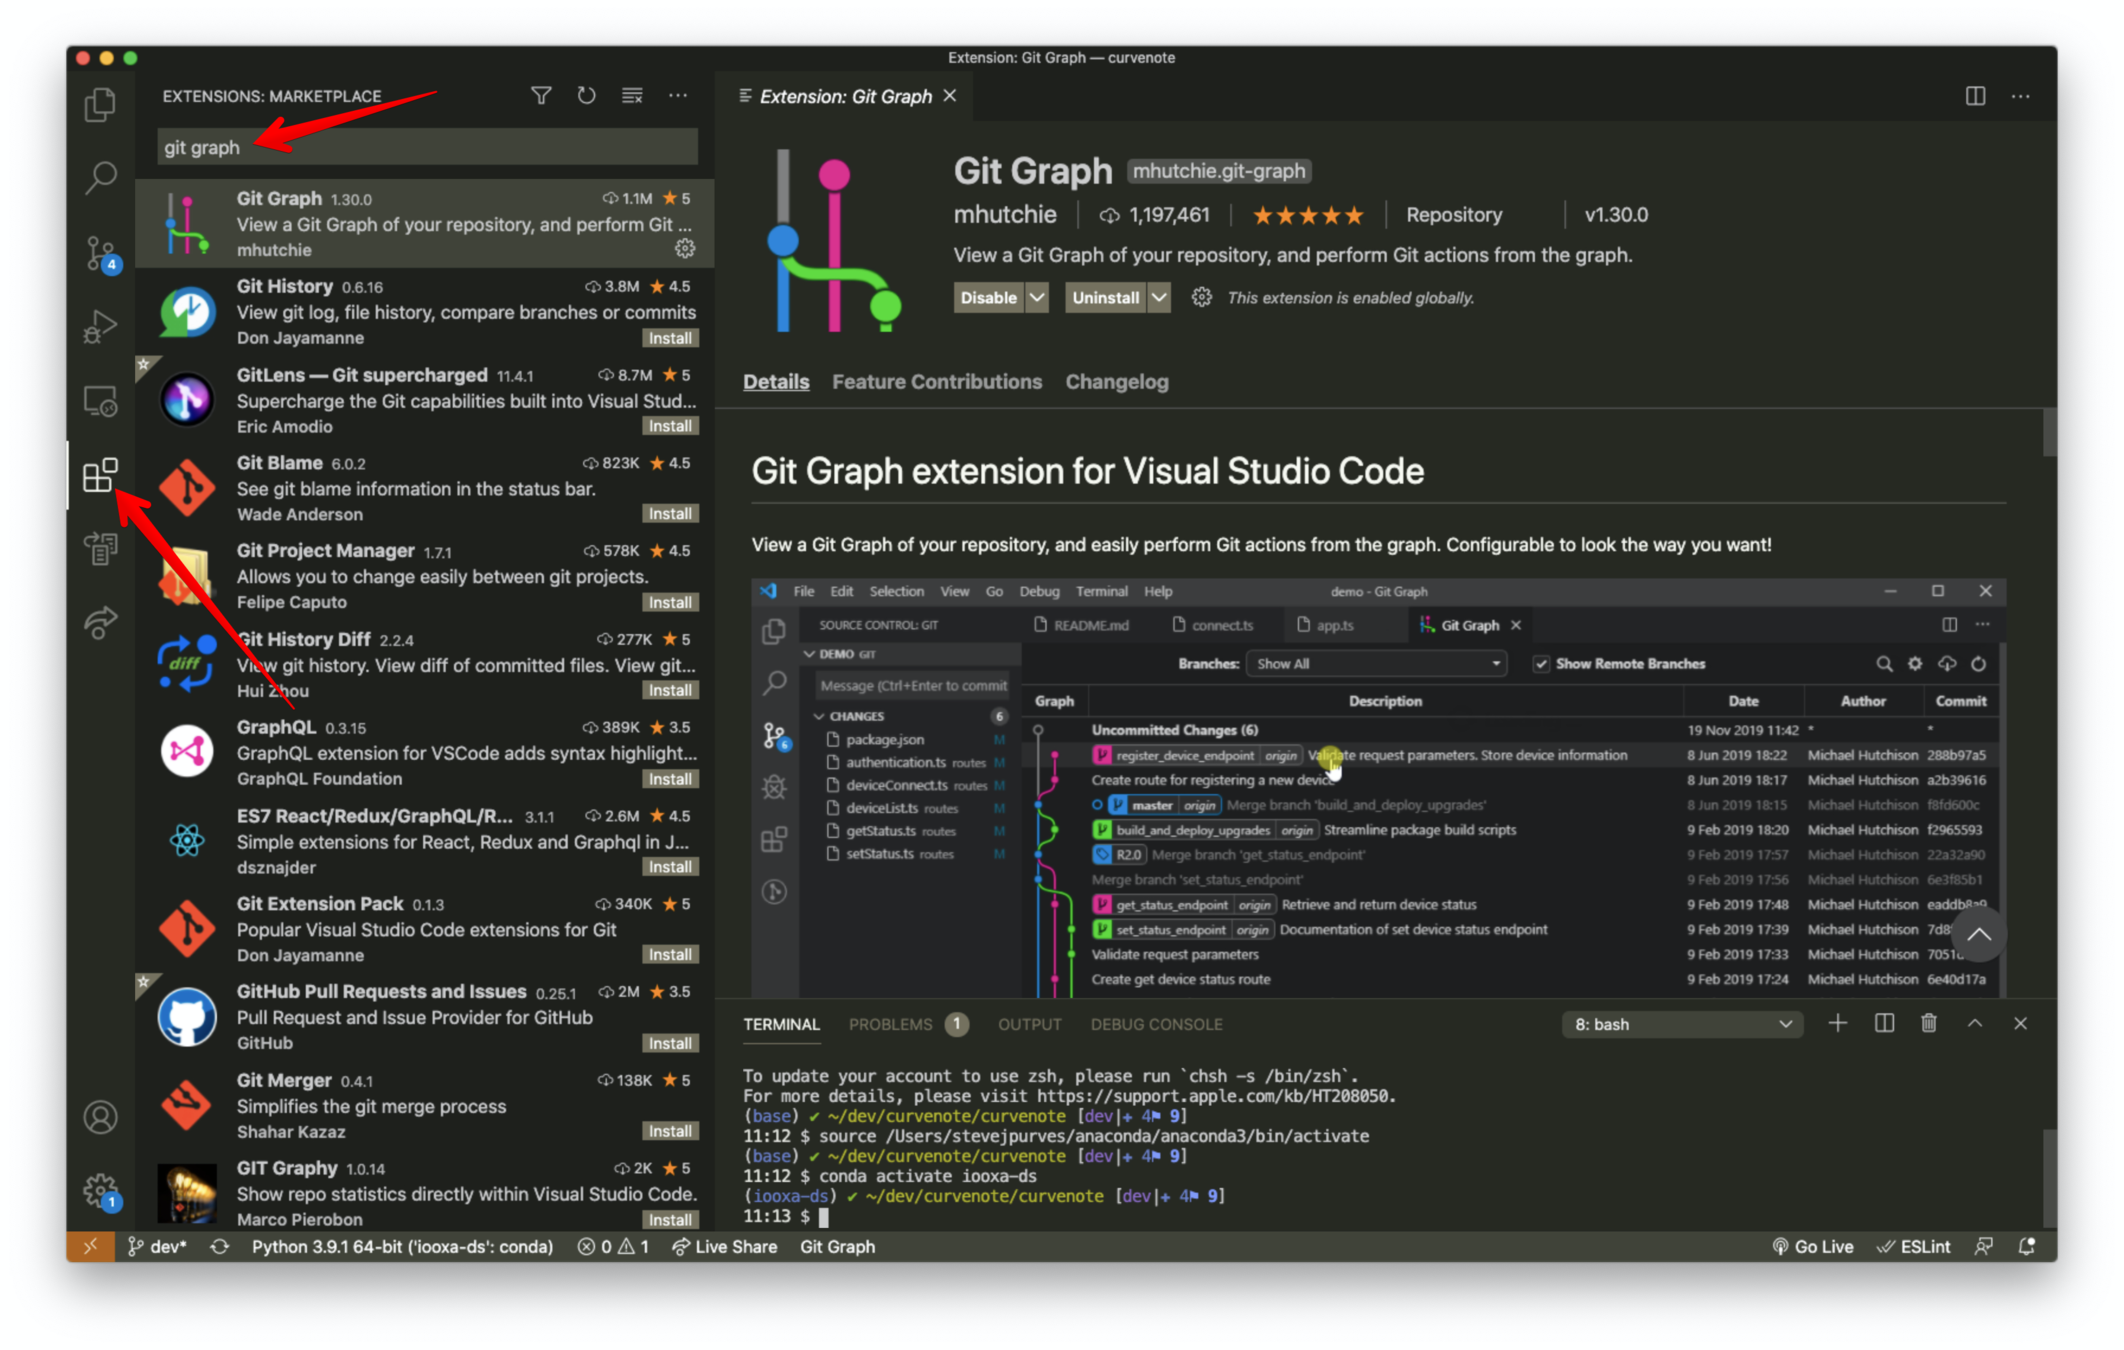 Extension: Git Graph — curvenote
EXTENSIONS: MARKETPLACE
git graph
Git Graph 1.30.0 1.1M ★ 5
View a Git Graph of your repository, and perform Git ...
mhutchie
Git History 0.6.16 3.8M ★ 4.5
View git log, file history, compare branches or commits
Don Jayamanne Install
GitLens — Git supercharged 11.4.1 8.7M ★ 5
Supercharge the Git capabilities built into Visual Stud...
Eric Amodio Install
Git Blame 6.0.2 823K ★ 4.5
See git blame information in the status bar.
Wade Anderson Install
Git Project Manager 1.7.1 578K ★ 4.5
Allows you to change easily between git projects.
Felipe Caputo Install
diff
Git History Diff 2.2.4 277K ★ 5
View git history. View diff of committed files. View git...
Hui Zhou Install
GraphQL 0.3.15 389K ★ 3.5
GraphQL extension for VSCode adds syntax highlight...
GraphQL Foundation Install
ES7 React/Redux/GraphQL/R... 3.1.1 2.6M ★ 4.5
Simple extensions for React, Redux and Graphql in J...
dsznajder Install
Git Extension Pack 0.1.3 340K ★ 5
Popular Visual Studio Code extensions for Git
Don Jayamanne Install
GitHub Pull Requests and Issues 0.25.1 2M ★ 3.5
Pull Request and Issue Provider for GitHub
GitHub Install
Git Merger 0.4.1 138K ★ 5
Simplifies the git merge process
Shahar Kazaz Install
GIT Graphy 1.0.14 2K ★ 5
Show repo statistics directly within Visual Studio Code.
Marco Pierobon Install
4
1
Extension: Git Graph
Git Graph mhutchie.git-graph
mhutchie 1,197,461 ★★★★★ Repository v1.30.0
View a Git Graph of your repository, and perform Git actions from the graph.
Disable Uninstall This extension is enabled globally.
Details Feature Contributions Changelog
Git Graph extension for Visual Studio Code
View a Git Graph of your repository, and easily perform Git actions from the graph. Configurable to look the way you want!
File Edit Selection View Go Debug Terminal Help demo - Git Graph
SOURCE CONTROL: GIT README.md connect.ts app.ts Git Graph
DEMO GIT
Message (Ctrl+Enter to commit
CHANGES 6
package.json M
authentication.ts routes M
deviceConnect.ts routes M
deviceList.ts routes M
getStatus.ts routes M
setStatus.ts routes M
6
Branches: Show All Show Remote Branches
Graph Description Date Author Commit
Uncommitted Changes (6) 19 Nov 2019 11:42 * *
register_device_endpoint origin Validate request parameters. Store device information 8 Jun 2019 18:22 Michael Hutchison 288b97a5
Create route for registering a new device 8 Jun 2019 18:17 Michael Hutchison a2b39616
master origin Merge branch 'build_and_deploy_upgrades' 8 Jun 2019 18:15 Michael Hutchison f8fd600c
build_and_deploy_upgrades origin Streamline package build scripts 9 Feb 2019 18:20 Michael Hutchison f2965593
R2.0 Merge branch 'get_status_endpoint' 9 Feb 2019 17:57 Michael Hutchison 22a32a90
Merge branch 'set_status_endpoint' 9 Feb 2019 17:56 Michael Hutchison 6e3f85b1
get_status_endpoint origin Retrieve and return device status 9 Feb 2019 17:48 Michael Hutchison
set_status_endpoint origin Documentation of set device status endpoint 9 Feb 2019 17:39 Michael Hutchison
Validate request parameters 9 Feb 2019 17:33 Michael Hutchison
Create get device status route 9 Feb 2019 17:24 Michael Hutchison 6e40d17a
TERMINAL PROBLEMS 1 OUTPUT DEBUG CONSOLE 8: bash
To update your account to use zsh, please run `chsh -s /bin/zsh`.
For more details, please visit https://support.apple.com/kb/HT208050.
(base) ✔ ~/dev/curvenote/curvenote [dev|+ 4⚑ 9]
11:12 $ source /Users/stevejpurves/anaconda/anaconda3/bin/activate
(base) ✔ ~/dev/curvenote/curvenote [dev|+ 4⚑ 9]
11:12 $ conda activate iooxa-ds
(iooxa-ds) ✔ ~/dev/curvenote/curvenote [dev|+ 4⚑ 9]
11:13 $
dev* Python 3.9.1 64-bit ('iooxa-ds': conda) 0 1 Live Share Git Graph Go Live ESLint